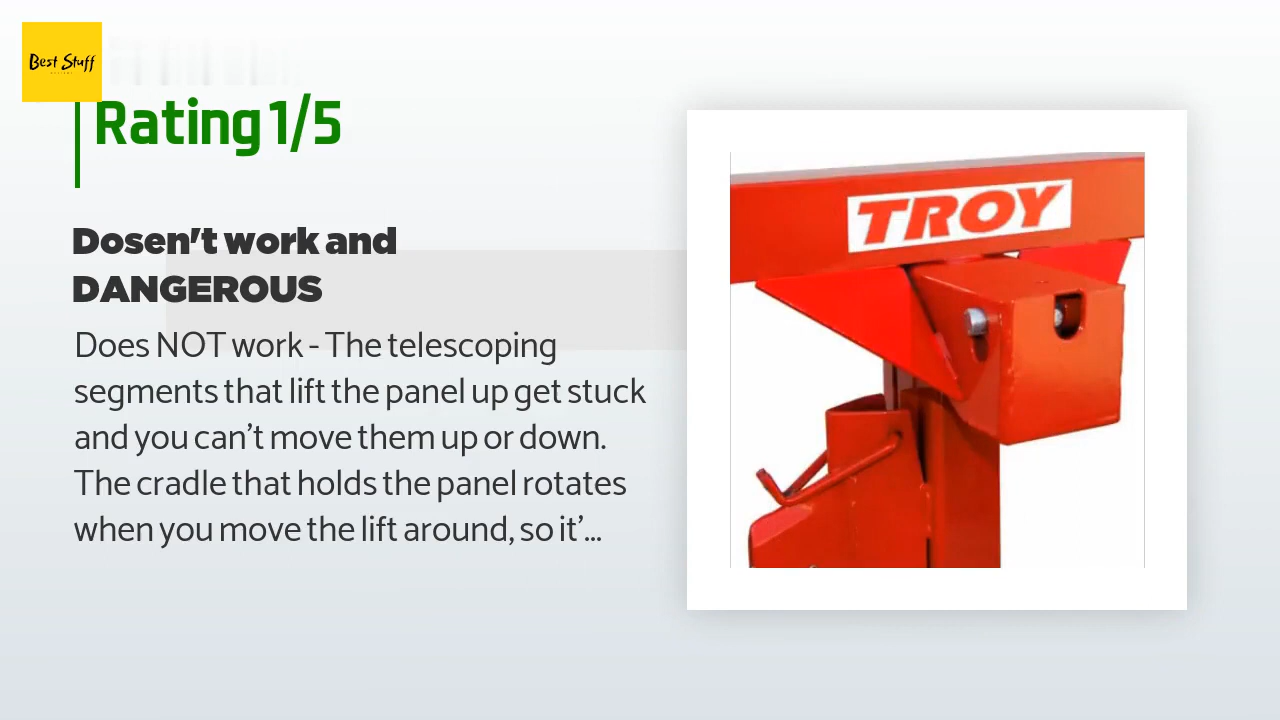 Best Stuff
Rating 1/5
Dosen't work and
DANGEROUS
Does NOT work - The telescoping
segments that lift the panel up get stuck
and you can't move them up or down.
The cradle that holds the panel rotates
when you move the lift around, so it'...
TROY